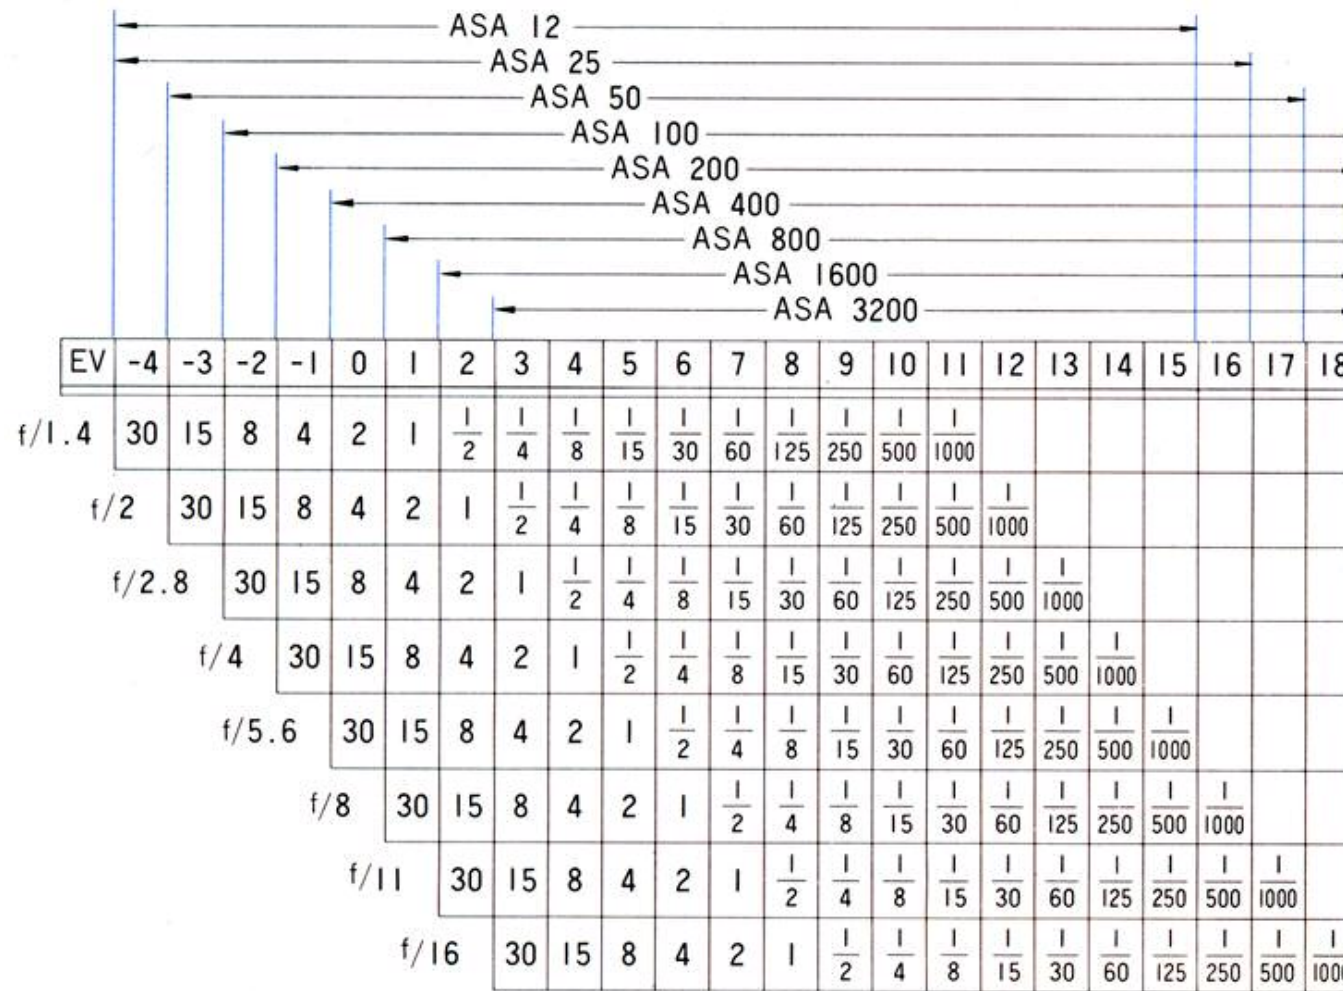 ASA 12
ASA 25
ASA 50
ASA 100
ASA 200
ASA 400
ASA 800
ASA 1600
ASA 3200
EV -4 -3 -2 -1 0 1 2 3 4 5 6 7 8 9 10 11 12 13 14 15 16 17 18
f/1.4 30 15 8 4 2 1 1/2 1/4 1/8 1/15 1/30 1/60 1/125 1/250 1/500 1/1000
f/2 30 15 8 4 2 1 1/2 1/4 1/8 1/15 1/30 1/60 1/125 1/250 1/500 1/1000
f/2.8 30 15 8 4 2 1 1/2 1/4 1/8 1/15 1/30 1/60 1/125 1/250 1/500 1/1000
f/4 30 15 8 4 2 1 1/2 1/4 1/8 1/15 1/30 1/60 1/125 1/250 1/500 1/1000
f/5.6 30 15 8 4 2 1 1/2 1/4 1/8 1/15 1/30 1/60 1/125 1/250 1/500 1/1000
f/8 30 15 8 4 2 1 1/2 1/4 1/8 1/15 1/30 1/60 1/125 1/250 1/500 1/1000
f/11 30 15 8 4 2 1 1/2 1/4 1/8 1/15 1/30 1/60 1/125 1/250 1/500 1/1000
f/16 30 15 8 4 2 1 1/2 1/4 1/8 1/15 1/30 1/60 1/125 1/250 1/500 1/1000